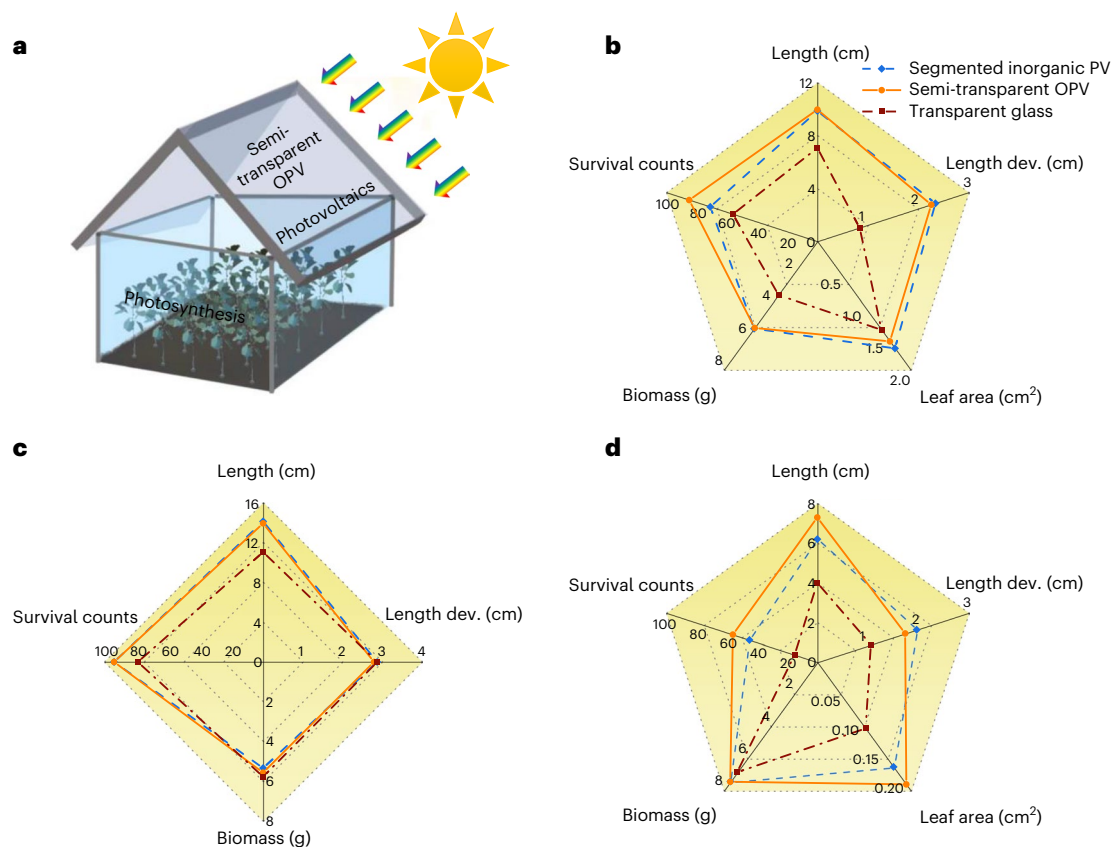 a
Semi-
transparent
OPV
Photovoltaics
Photosynthesis
b
Length (cm)
Segmented inorganic PV
Semi-transparent OPV
Transparent glass
12
8
4
0
Length dev. (cm)
3
2
1
Survival counts
100
80
60
40
20
2
4
6
8
Biomass (g)
0.5
1.0
1.5
2.0
Leaf area (cm²)
c
Length (cm)
16
12
8
4
Survival counts
Length dev. (cm)
100 80 60 40 20 0 1 2 3 4
4
6
8
Biomass (g)
d
Length (cm)
8
6
4
2
0
Length dev. (cm)
3
2
1
Survival counts
100
80
60
40
20
2
4
6
8
Biomass (g)
0.05
0.10
0.15
0.20
Leaf area (cm²)